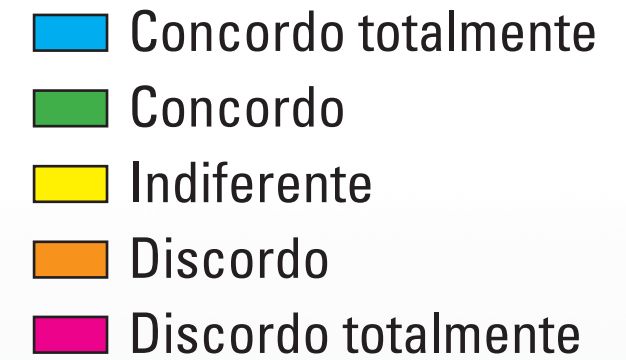 Concordo totalmente
Concordo
Indiferente
Discordo
Discordo totalmente